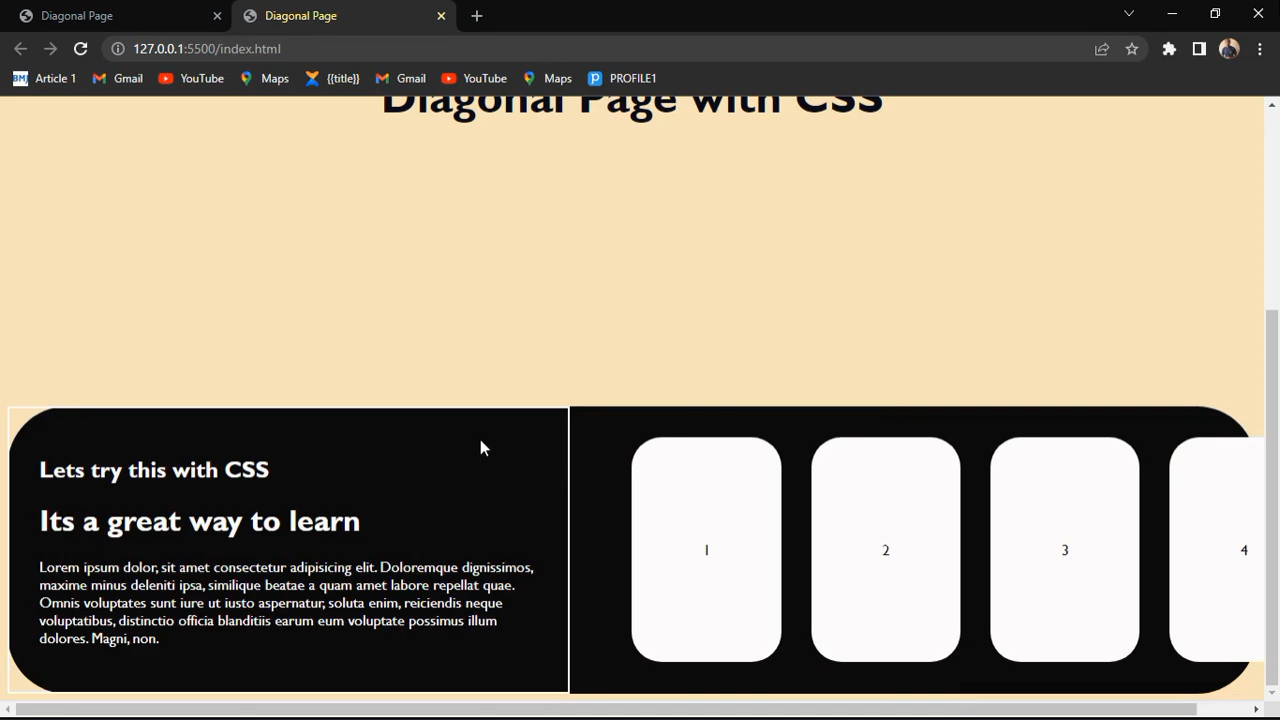 Diagonal Page
Diagonal Page
127.0.0.1:5500/index.html
BMJ Article 1 Gmail YouTube Maps {{title}} Gmail YouTube Maps p PROFILE1
Diagonal Page with CSS
Lets try this with CSS
Its a great way to learn
Lorem ipsum dolor, sit amet consectetur adipisicing elit. Doloremque dignissimos,
maxime minus deleniti ipsa, similique beatae a quam amet labore repellat quae.
Omnis voluptates sunt iure ut iusto aspernatur, soluta enim, reiciendis neque
voluptatibus, distinctio officia blanditiis earum eum voluptate possimus illum
dolores. Magni, non.
1 2 3 4